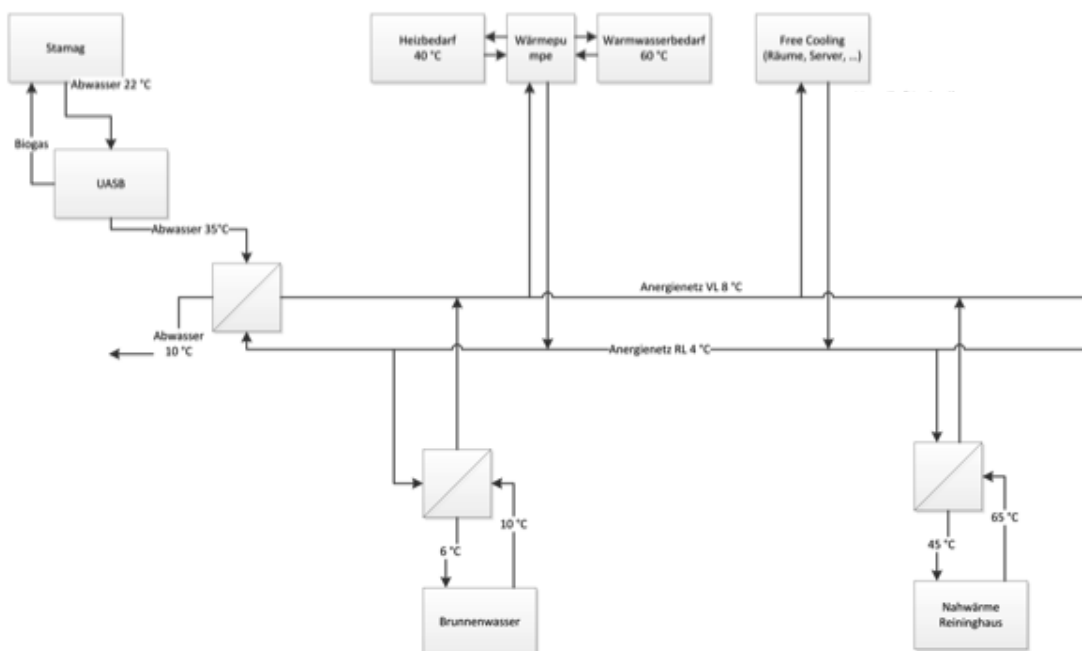 Stamag
Abwasser 22 °C
Biogas
UASB
Abwasser 35°C
Abwasser
10 °C
Heizbedarf
40 °C
Wärmepu
mpe
Warmwasserbedarf
60 °C
Free Cooling
(Räume, Server, ...)
Anergienetz VL 8 °C
Anergienetz RL 4 °C
6 °C
10 °C
Brunnenwasser
45 °C
65 °C
Nahwärme
Reininghaus